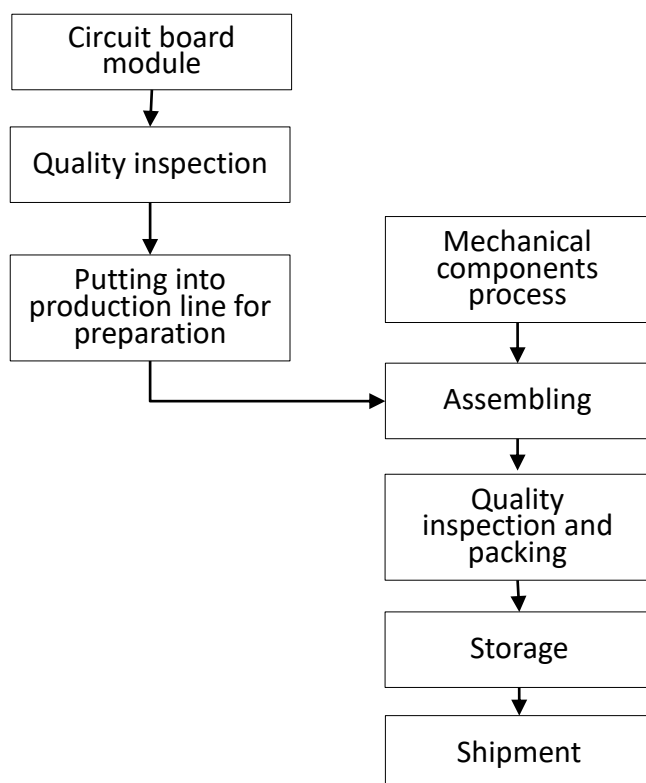 Circuit board
module
Quality inspection
Putting into
production line for
preparation
Mechanical
components
process
Assembling
Quality
inspection and
packing
Storage
Shipment